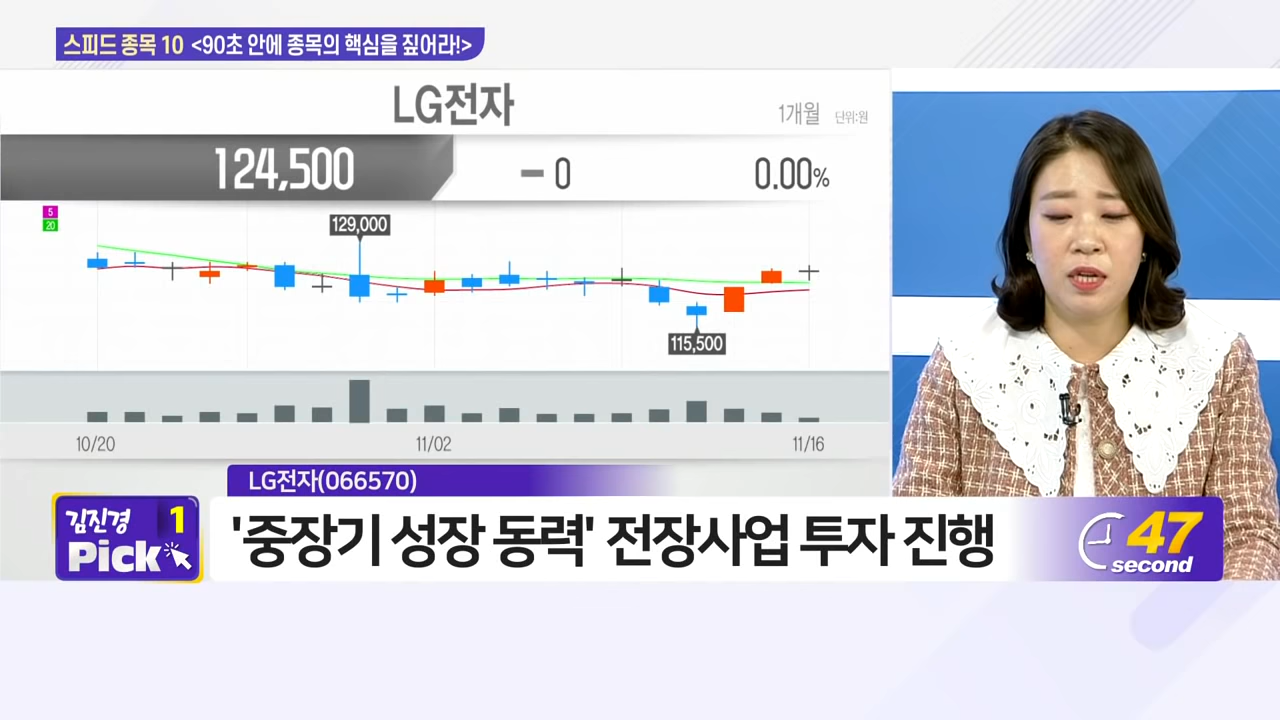 스피드 종목 10 <90초 안에 종목의 핵심을 짚어라!>
LG전자
1개월 단위:원
124,500 0 0.00%
5
20
129,000
115,500
10/20 11/02 11/16
LG전자(066570)
김진경 1
Pick
'중장기 성장 동력' 전장사업 투자 진행
47
second